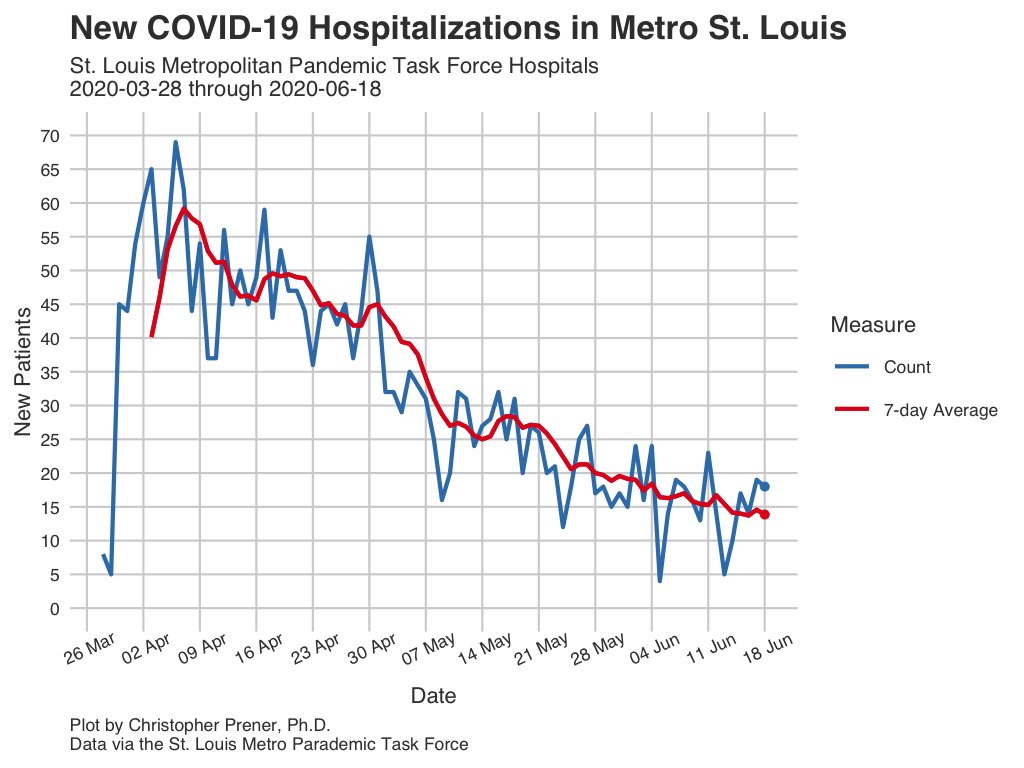 New COVID-19 Hospitalizations in Metro St. Louis
St. Louis Metropolitan Pandemic Task Force Hospitals
2020-03-28 through 2020-06-18
70
65
60
55
50
45
40
35
30
25
20
15
10
5
0
New Patients
26 Mar
02 Apr
09 Apr
16 Apr
23 Apr
30 Apr
07 May
14 May
21 May
28 May
04 Jun
11 Jun
18 Jun
Date
Measure
Count
7-day Average
Plot by Christopher Prener, Ph.D.
Data via the St. Louis Metro Parademic Task Force